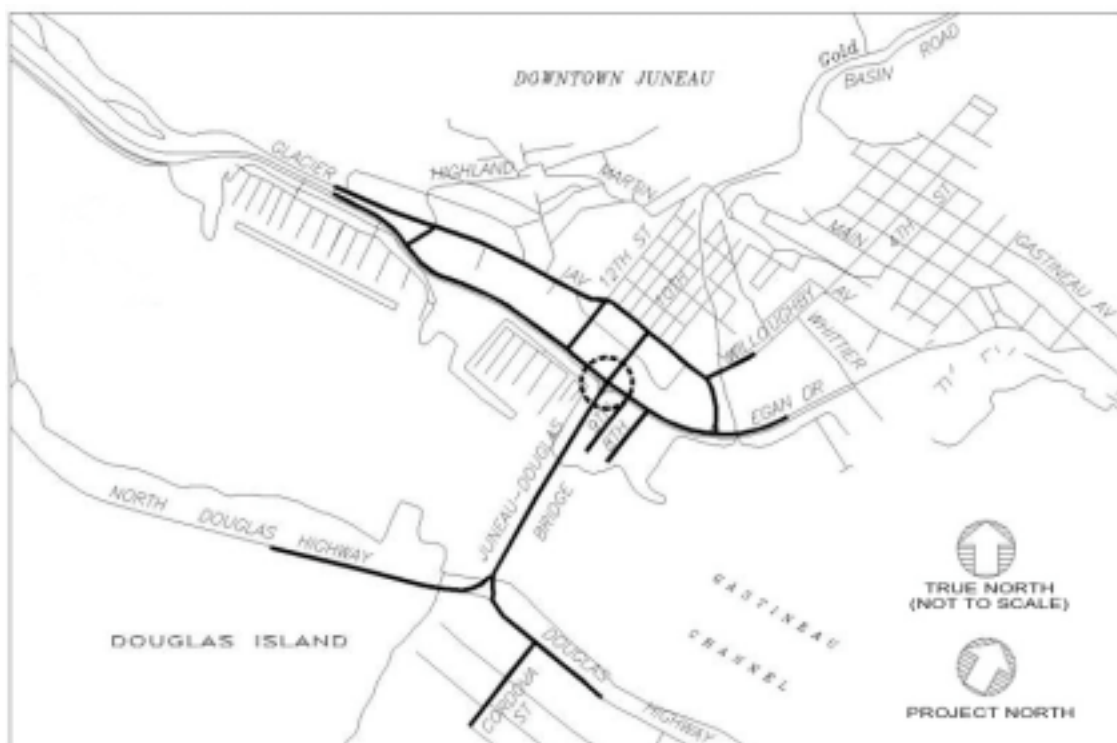 Gold
BASIN ROAD
DOWNTOWN JUNEAU
GLACIER
HIGHLAND
MARTIN
12TH ST
10TH
AV
MAIN
4TH ST
GASTINEAU AV
WILLOUGHBY AV
WHITTIER
EGAN DR
9TH
8TH
JUNEAU-DOUGLAS
BRIDGE
NORTH DOUGLAS HIGHWAY
GASTINEAU
CHANNEL
DOUGLAS ISLAND
DOUGLAS
HIGHWAY
CORDOVA
ST
TRUE NORTH
(NOT TO SCALE)
PROJECT NORTH